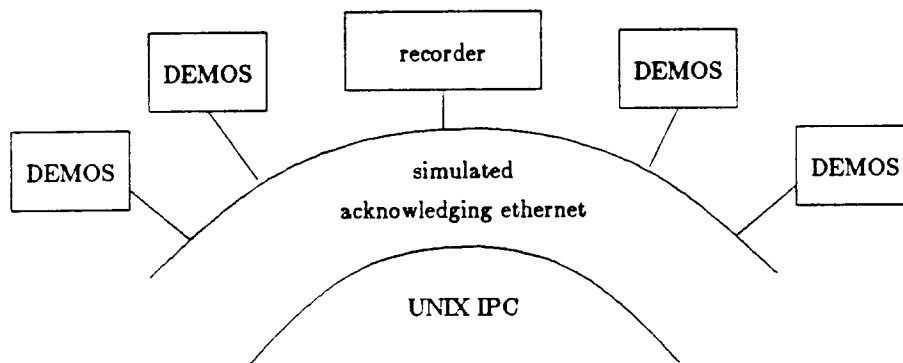 recorder
DEMOS
DEMOS
DEMOS
DEMOS
simulated
acknowledging ethernet
UNIX IPC